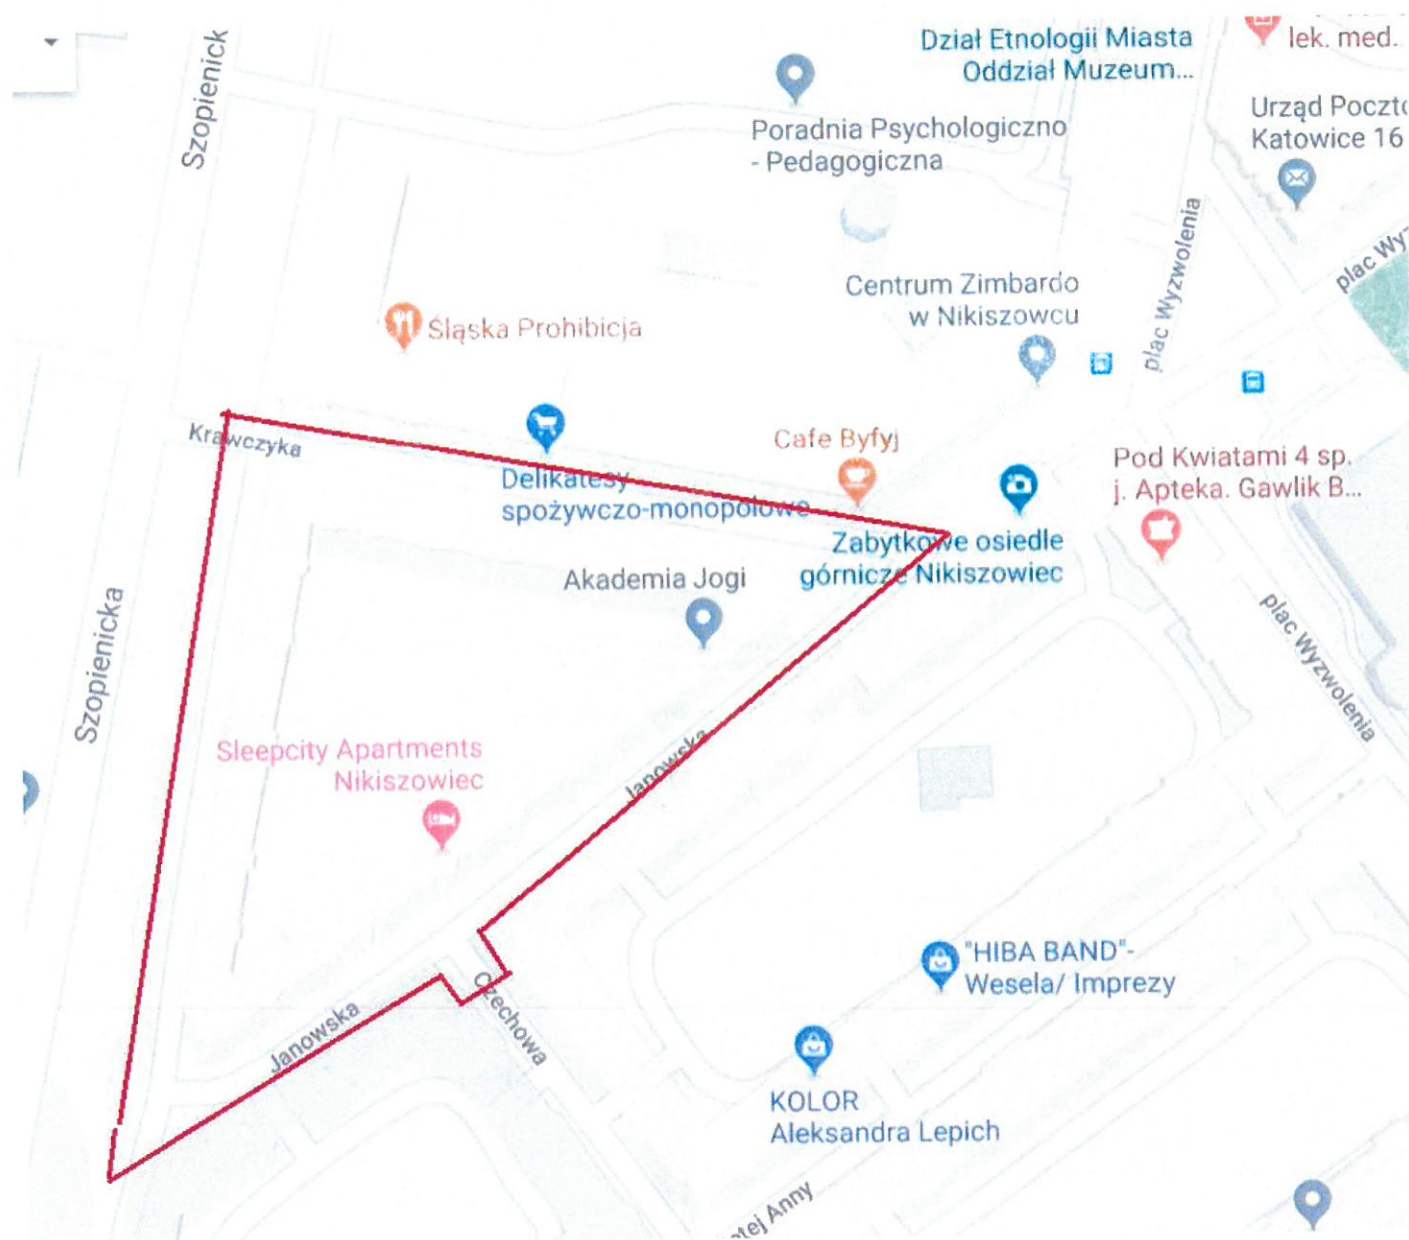 Dział Etnologii Miasta
Oddział Muzeum...
lek. med.
Szopienick
Poradnia Psychologiczno
- Pedagogiczna
Urząd Poczto
Katowice 16
plac Wyzwolenia
plac Wyz
Centrum Zimbardo
w Nikiszowcu
Śląska Prohibicja
Krawczyka
Cafe Byfyj
Delikatesy
spożywczo-monopolowe
Pod Kwiatami 4 sp.
j. Apteka. Gawlik B...
Zabytkowe osiedle
górnicze Nikiszowiec
Akademia Jogi
Szopienicka
plac Wyzwolenia
Sleepcity Apartments
Nikiszowiec
Janowska
"HIBA BAND"-
Wesela/ Imprezy
Czechowa
Janowska
KOLOR
Aleksandra Lepich
tej Anny